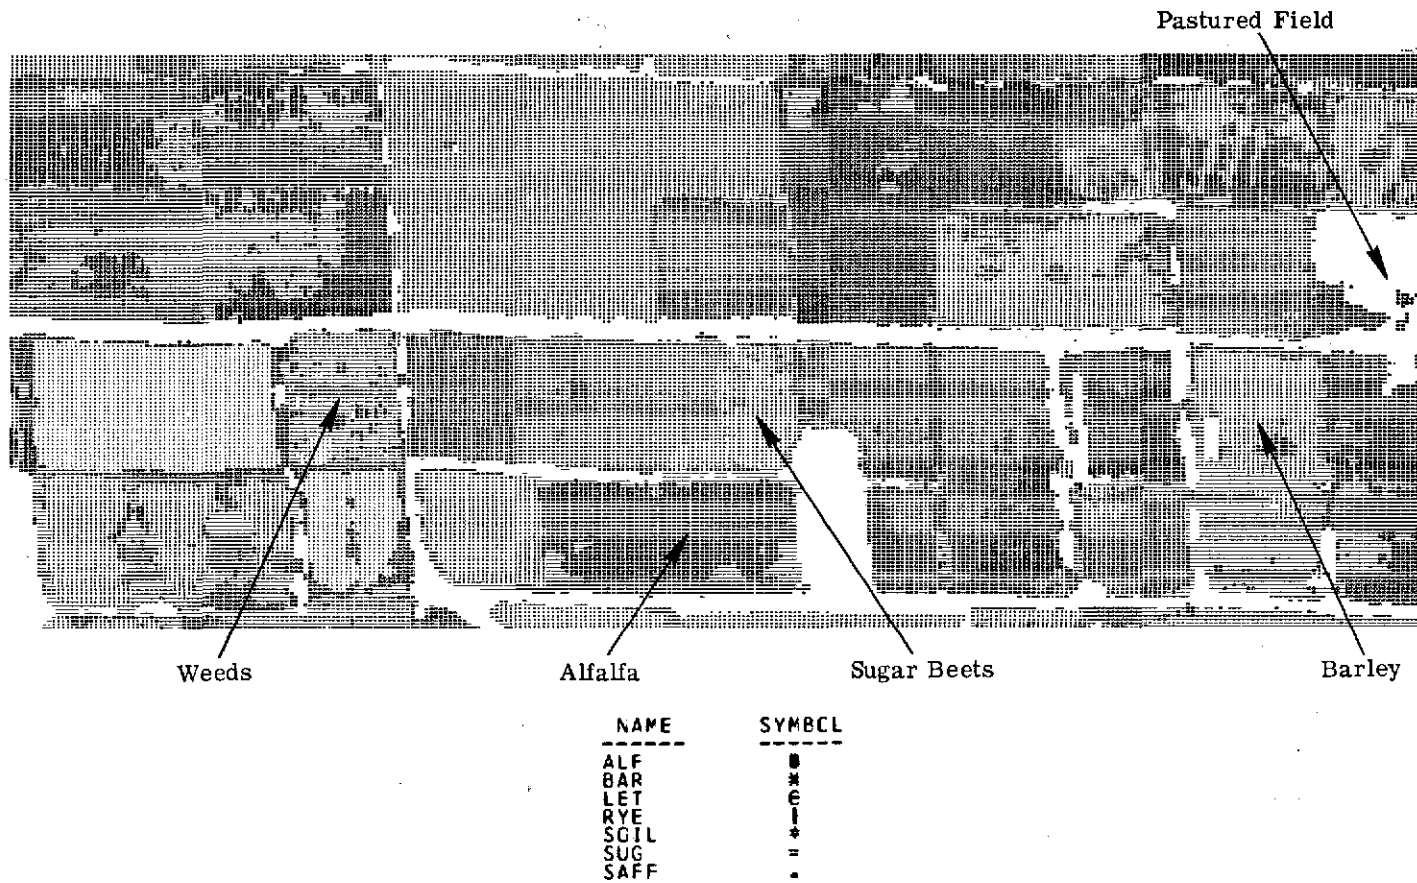 Pastured Field
Weeds
Alfalfa
Sugar Beets
Barley
NAME SYMBCL
ALF
BAR *
LET
RYE
SOIL
SUG =
SAFF